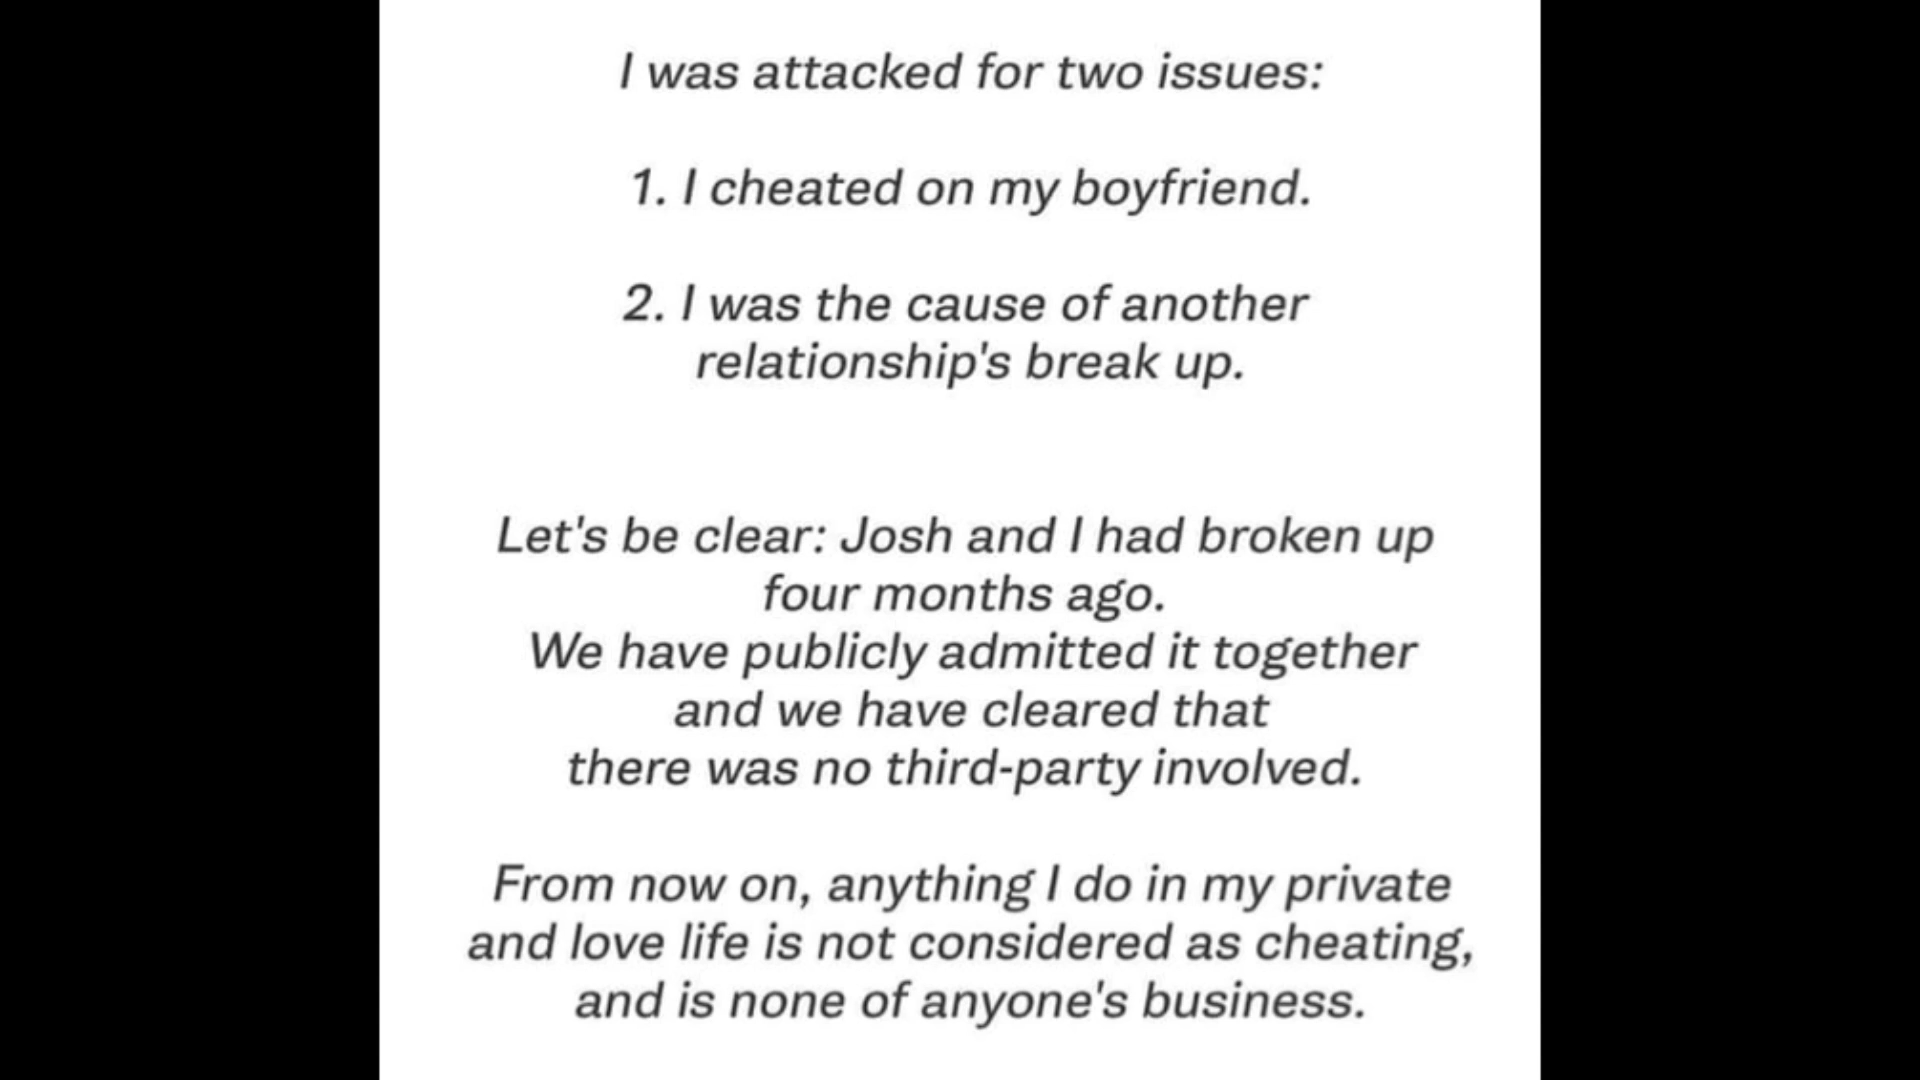 I was attacked for two issues:
1. I cheated on my boyfriend.
2. I was the cause of another
relationship's break up.
Let's be clear: Josh and I had broken up
four months ago.
We have publicly admitted it together
and we have cleared that
there was no third-party involved.
From now on, anything I do in my private
and love life is not considered as cheating,
and is none of anyone's business.